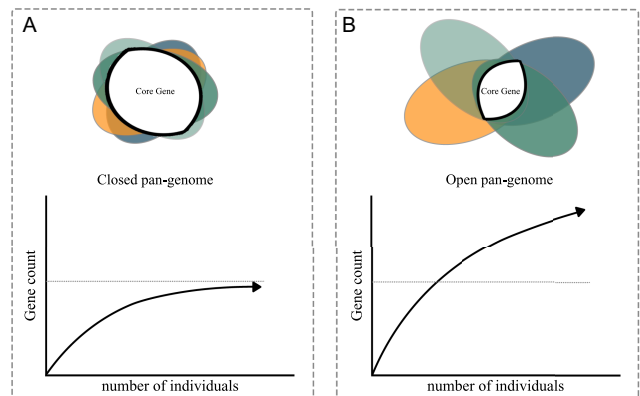 A
Core Gene
Closed pan-genome
Gene count
number of individuals
B
Core Gene
Open pan-genome
Gene count
number of individuals